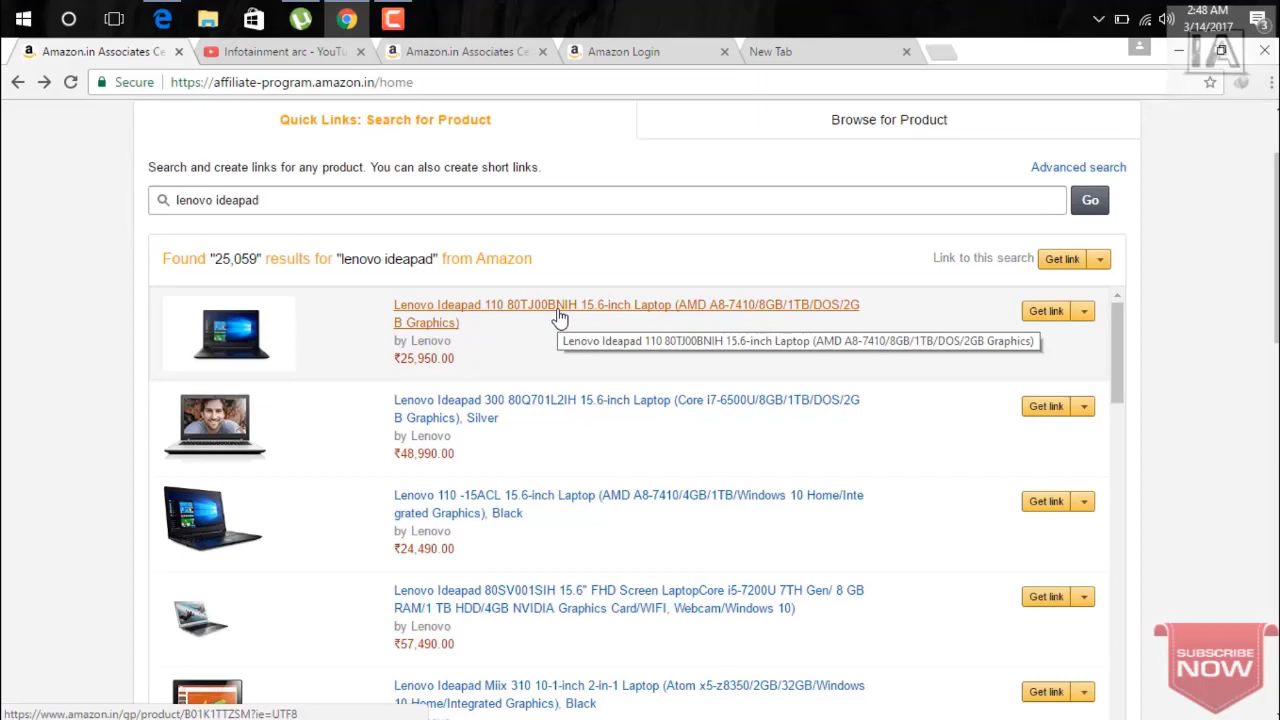 2:48 AM
3/14/2017
3
IA
Amazon.in Associates Ce
Infotainment arc - YouTu
Amazon.in Associates Ce
Amazon Login
New Tab
Secure
https://affiliate-program.amazon.in/home
Quick Links: Search for Product
Browse for Product
Search and create links for any product. You can also create short links.
Advanced search
lenovo ideapad
Go
Found "25,059" results for "lenovo ideapad" from Amazon
Link to this search
Get link
Lenovo Ideapad 110 80TJ00BNIH 15.6-inch Laptop (AMD A8-7410/8GB/1TB/DOS/2G
B Graphics)
Get link
by Lenovo
Lenovo Ideapad 110 80TJ00BNIH 15.6-inch Laptop (AMD A8-7410/8GB/1TB/DOS/2GB Graphics)
₹25,950.00
Lenovo Ideapad 300 80Q701L2IH 15.6-inch Laptop (Core i7-6500U/8GB/1TB/DOS/2G
B Graphics), Silver
Get link
by Lenovo
₹48,990.00
Lenovo 110 -15ACL 15.6-inch Laptop (AMD A8-7410/4GB/1TB/Windows 10 Home/Inte
grated Graphics), Black
Get link
by Lenovo
₹24,490.00
Lenovo Ideapad 80SV001SIH 15.6" FHD Screen LaptopCore i5-7200U 7TH Gen/ 8 GB
RAM/1 TB HDD/4GB NVIDIA Graphics Card/WIFI, Webcam/Windows 10)
Get link
by Lenovo
₹57,490.00
Lenovo Ideapad Miix 310 10-1-inch 2-in-1 Laptop (Atom x5-z8350/2GB/32GB/Windows
10 Home/Integrated Graphics), Black
Get link
SUBSCRIBE
NOW
https://www.amazon.in/gp/product/B01K1TTZSM?ie=UTF8